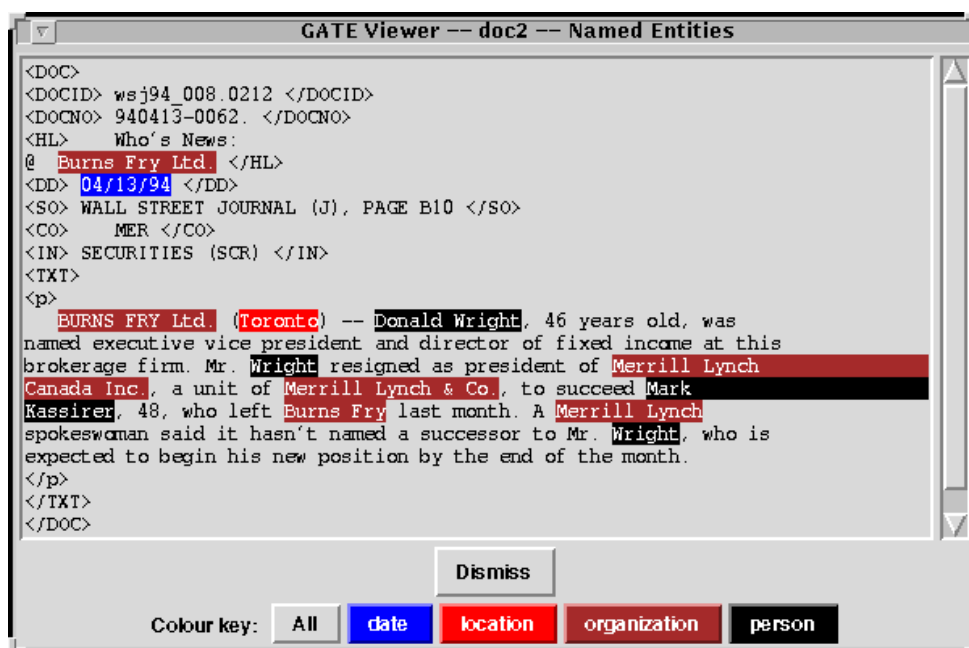 GATE Viewer -- doc2 -- Named Entities
<DOC>
<DOCID> wsj94_008.0212 </DOCID>
<DOCNO> 940413-0062. </DOCNO>
<HL>    Who's News:
@  Burns Fry Ltd. </HL>
<DD> 04/13/94 </DD>
<SO> WALL STREET JOURNAL (J), PAGE B10 </SO>
<CO>    MER </CO>
<IN> SECURITIES (SCR) </IN>
<TXT>
<p>
   BURNS FRY Ltd. (Toronto) -- Donald Wright, 46 years old, was
named executive vice president and director of fixed income at this
brokerage firm. Mr. Wright resigned as president of Merrill Lynch
Canada Inc., a unit of Merrill Lynch & Co., to succeed Mark
Kassirer, 48, who left Burns Fry last month. A Merrill Lynch
spokeswoman said it hasn't named a successor to Mr. Wright, who is
expected to begin his new position by the end of the month.
</p>
</TXT>
</DOC>
Dismiss
Colour key: All date location organization person